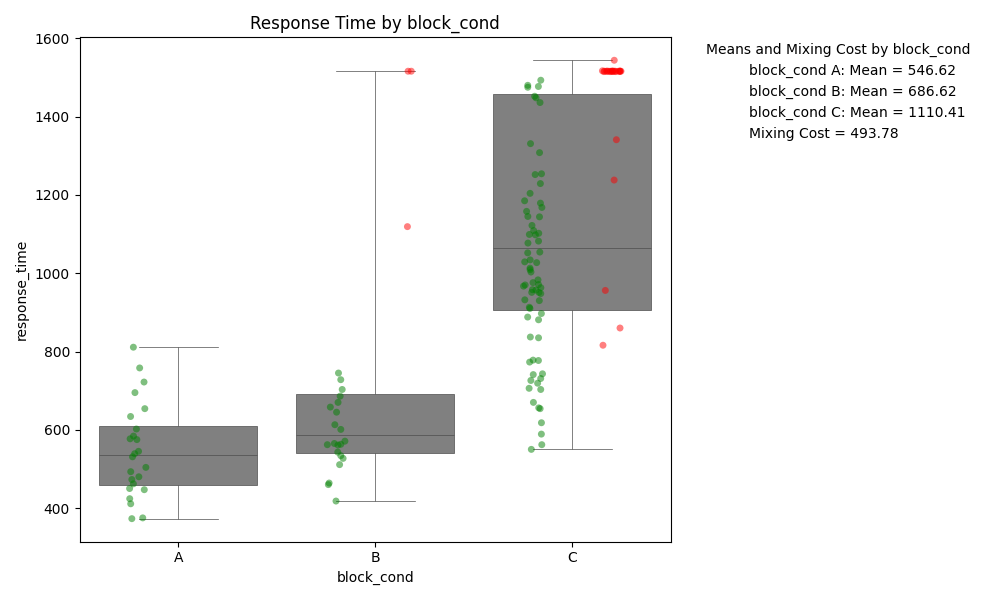 Response Time by block_cond
Means and Mixing Cost by block_cond
block_cond A: Mean = 546.62
block_cond B: Mean = 686.62
block_cond C: Mean = 1110.41
Mixing Cost = 493.78
response_time
1600
1400
1200
1000
800
600
400
A
B
C
block_cond